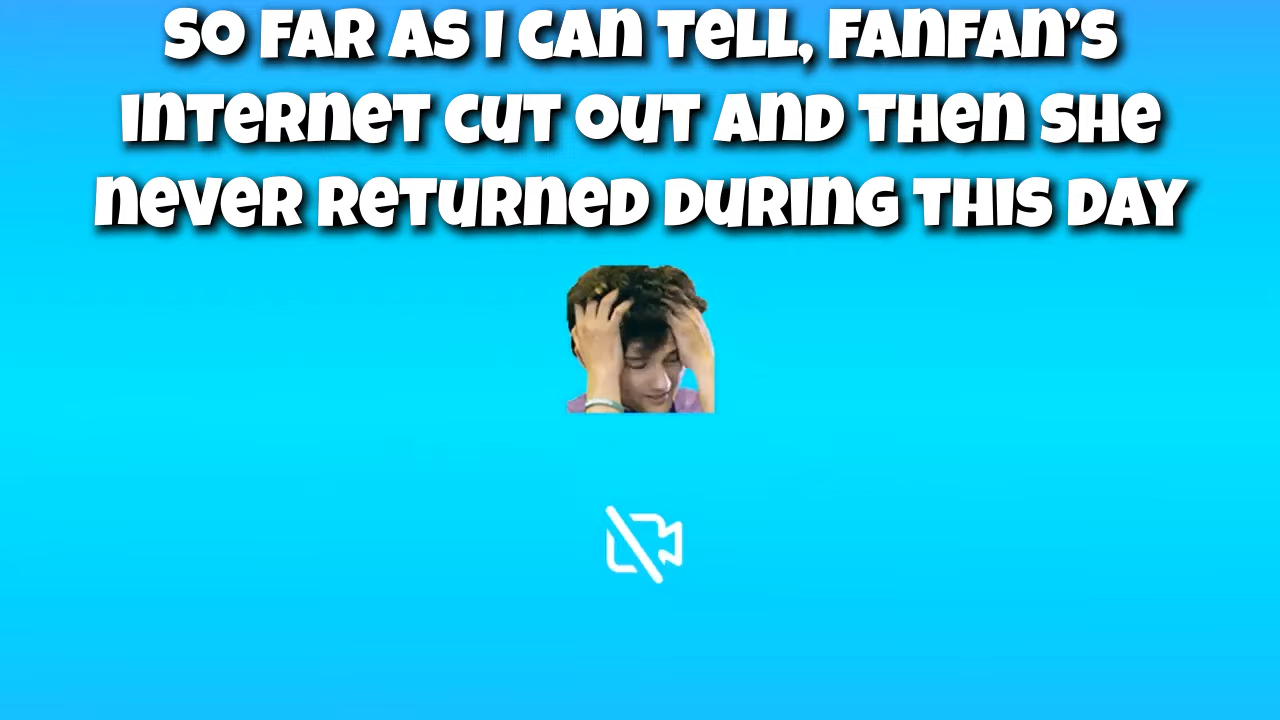 So far as I can tell, Fanfan’s
internet cut out and then she
never returned during this day